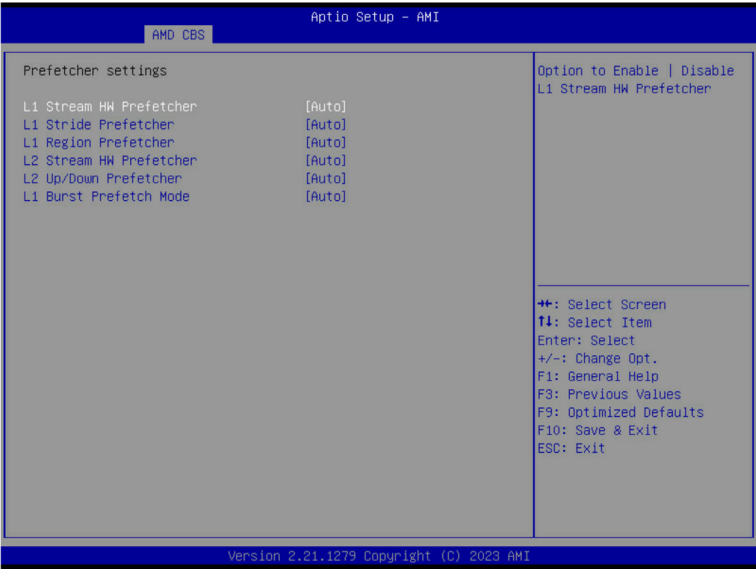 Aptio Setup – AMI
AMD CBS
Prefetcher settings
L1 Stream HW Prefetcher [Auto]
L1 Stride Prefetcher [Auto]
L1 Region Prefetcher [Auto]
L2 Stream HW Prefetcher [Auto]
L2 Up/Down Prefetcher [Auto]
L1 Burst Prefetch Mode [Auto]
Option to Enable | Disable
L1 Stream HW Prefetcher
→←: Select Screen
↑↓: Select Item
Enter: Select
+/-: Change Opt.
F1: General Help
F3: Previous Values
F9: Optimized Defaults
F10: Save & Exit
ESC: Exit
Version 2.21.1279 Copyright (C) 2023 AMI